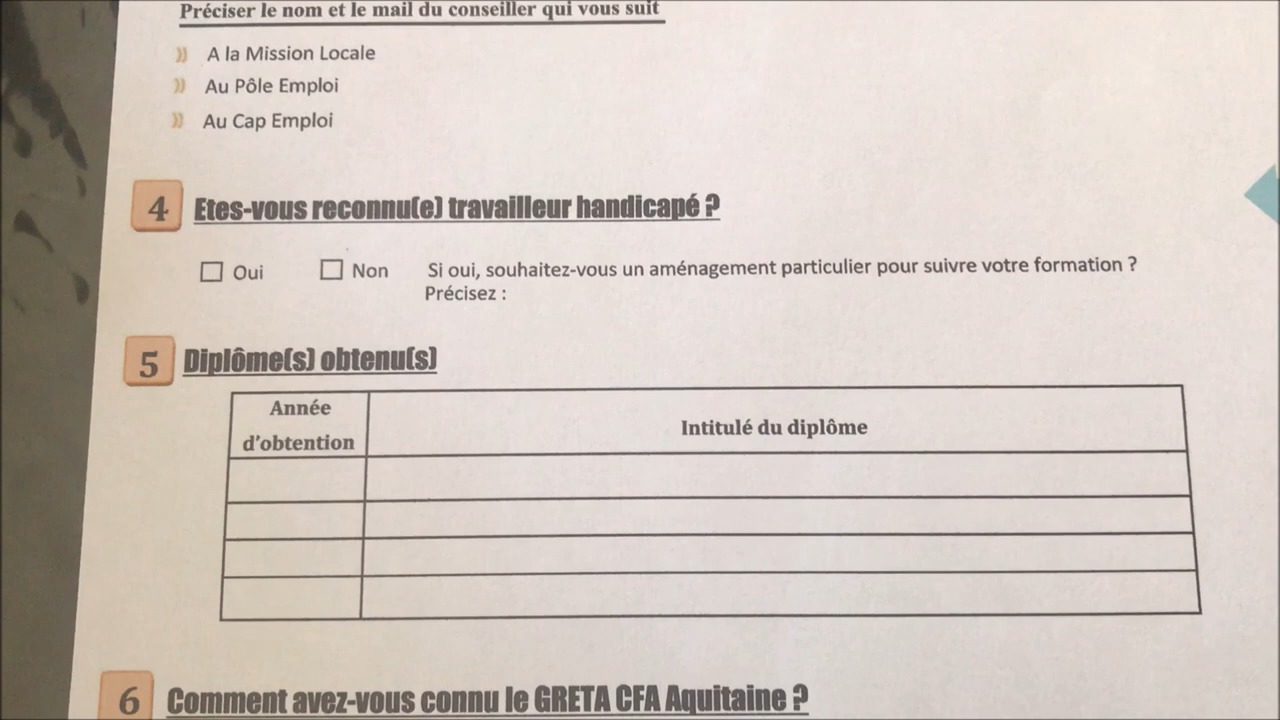 Préciser le nom et le mail du conseiller qui vous suit
A la Mission Locale
Au Pôle Emploi
Au Cap Emploi
4 Etes-vous reconnu(e) travailleur handicapé ?
Oui Non Si oui, souhaitez-vous un aménagement particulier pour suivre votre formation ?
Précisez :
5 Diplôme(s) obtenu(s)
Année
d'obtention
Intitulé du diplôme
6 Comment avez-vous connu le GRETA CFA Aquitaine ?